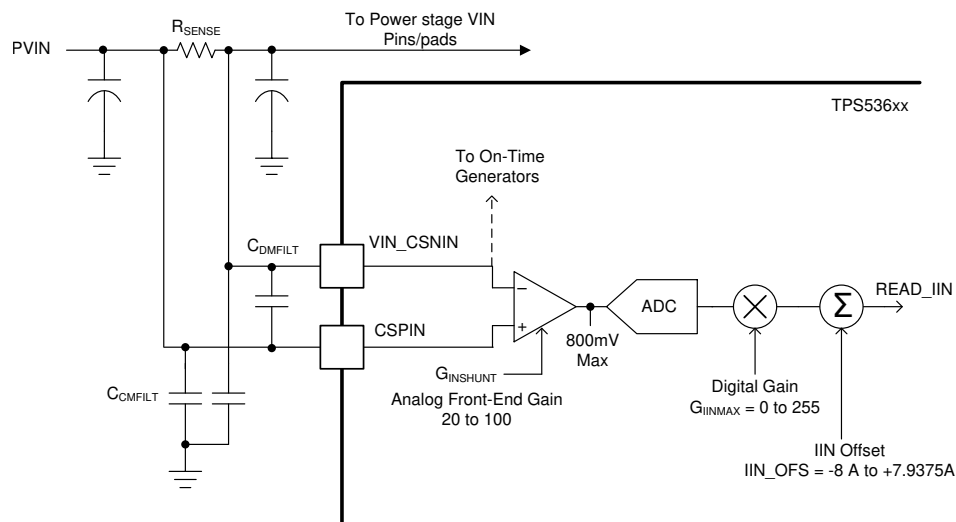 PVIN
RSENSE
To Power stage VIN
Pins/pads
TPS536xx
To On-Time
Generators
CDMFILT
VIN_CSNIN
CSPIN
−
+
GINSHUNT
Analog Front-End Gain
20 to 100
800mV
Max
ADC
Σ
READ_IIN
CCMFILT
Digital Gain
GIINMAX = 0 to 255
IIN Offset
IIN_OFS = -8 A to +7.9375A